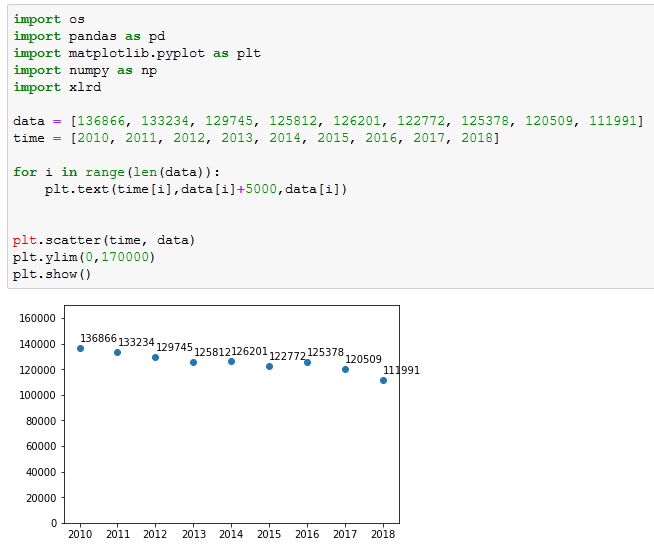 import os
import pandas as pd
import matplotlib.pyplot as plt
import numpy as np
import xlrd
data = [136866, 133234, 129745, 125812, 126201, 122772, 125378, 120509, 111991]
time = [2010, 2011, 2012, 2013, 2014, 2015, 2016, 2017, 2018]
for i in range(len(data)):
    plt.text(time[i],data[i]+5000,data[i])
plt.scatter(time, data)
plt.ylim(0,170000)
plt.show()
160000
140000
120000
100000
80000
60000
40000
20000
0
136866 133234 129745 125812 126201 122772 125378 120509 111991
2010 2011 2012 2013 2014 2015 2016 2017 2018